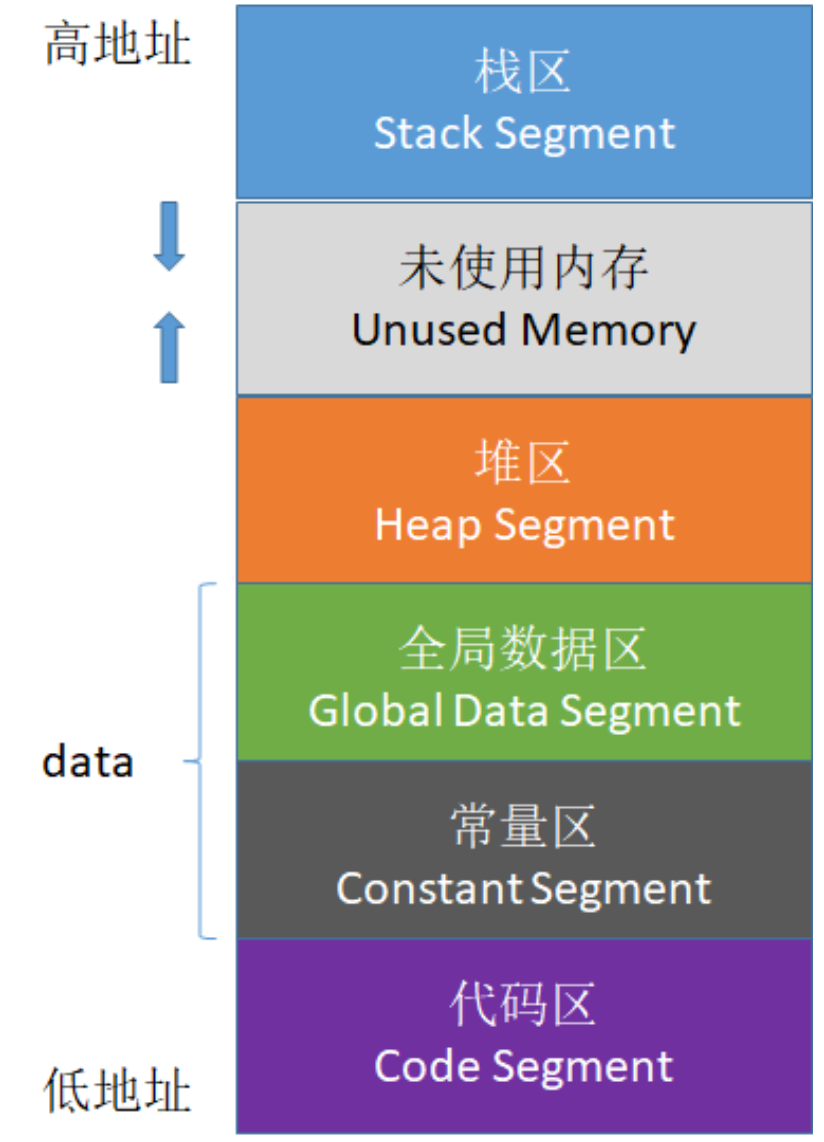 高地址
栈区
Stack Segment
未使用内存
Unused Memory
堆区
Heap Segment
全局数据区
Global Data Segment
data
常量区
Constant Segment
代码区
Code Segment
低地址